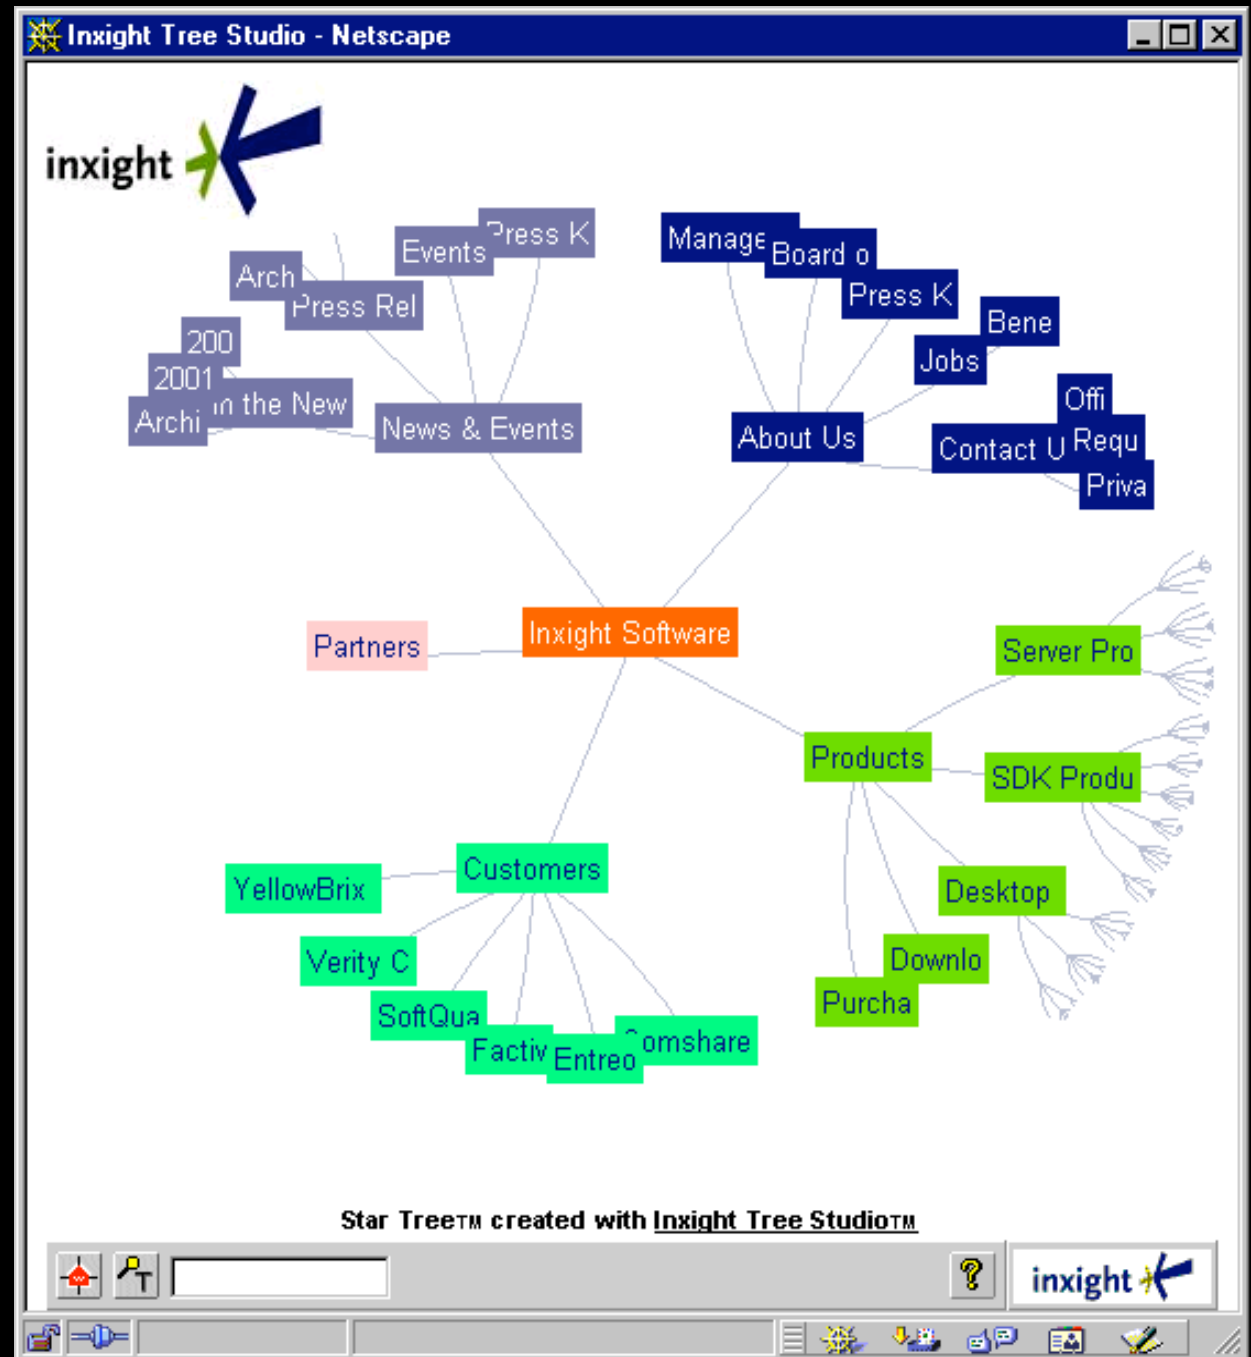 Inxight Tree Studio - Netscape
inxight
Press K
Events
Manage
Board o
Arch
Press Rel
Press K
Bene
200
Jobs
2001
Offi
in the New
Archi
News & Events
About Us
Contact U
Requ
Priva
Partners
Inxight Software
Server Pro
Products
SDK Produ
Customers
YellowBrix
Desktop
Verity C
Downlo
Purcha
SoftQua
Factiv
Entreo
Comshare
Star Tree™ created with Inxight Tree Studio™
T
?
inxight